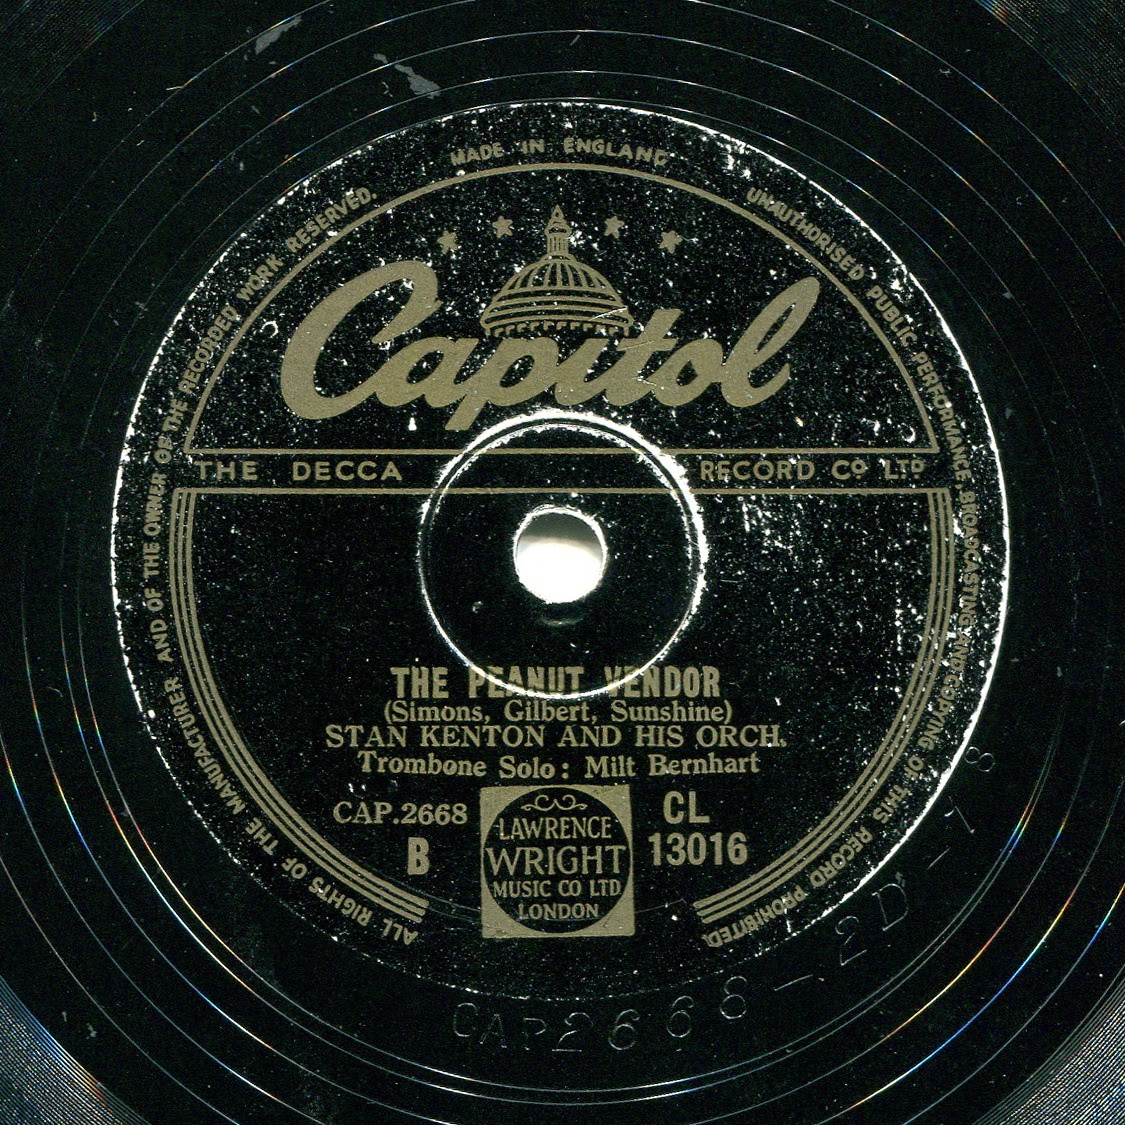 MADE IN ENGLAND
UNAUTHORISED PUBLIC PERFORMANCE BROADCASTING AND COPYING OF THIS RECORD PROHIBITED.
ALL RIGHTS OF THE MANUFACTURER AND OF THE OWNER OF THE RECORDED WORK RESERVED.
Capitol
THE DECCA RECORD CO LTD
THE PEANUT VENDOR
(Simons, Gilbert, Sunshine)
STAN KENTON AND HIS ORCH.
Trombone Solo: Milt Bernhart
CAP.2668
B
LAWRENCE
WRIGHT
MUSIC CO LTD
LONDON
CL
13016
CAP2668-2D-1 8